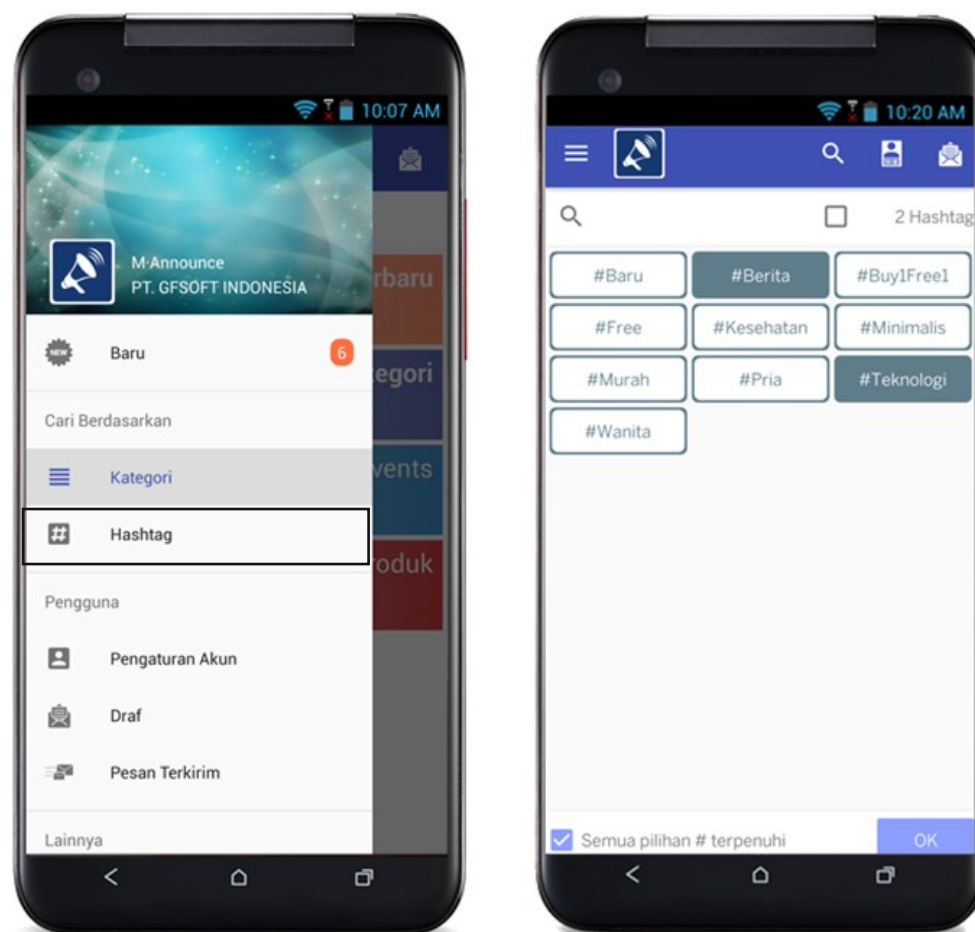 10:07 AM
M-Announce
PT. GFSOFT INDONESIA
rbaru
NEW
Baru
6
egori
Cari Berdasarkan
Kategori
vents
Hashtag
roduk
Pengguna
Pengaturan Akun
Draf
Pesan Terkirim
Lainnya
10:20 AM
2 Hashtag
#Baru #Berita #Buy1Free1
#Free #Kesehatan #Minimalis
#Murah #Pria #Teknologi
#Wanita
Semua pilihan # terpenuhi OK